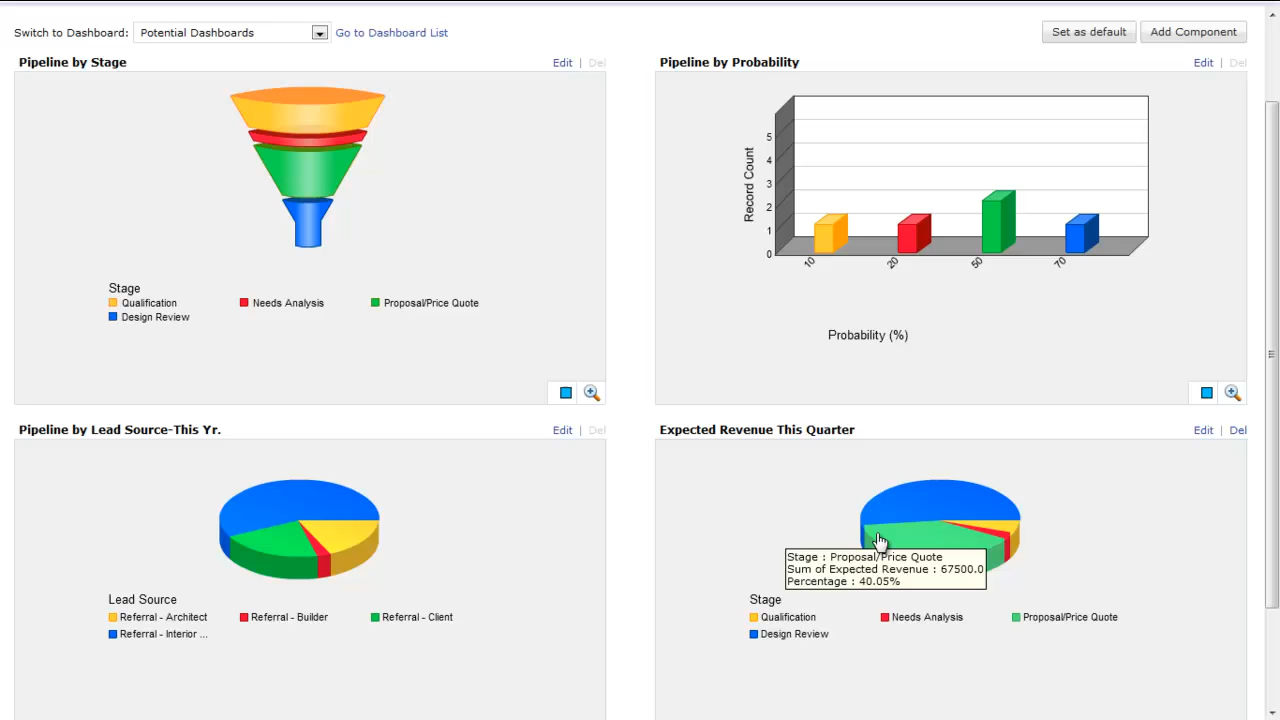 Switch to Dashboard: Potential Dashboards Go to Dashboard List Set as default Add Component
Pipeline by Stage Edit | Del
Stage
Qualification Needs Analysis Proposal/Price Quote
Design Review
Pipeline by Probability Edit | Del
Record Count
5
4
3
2
1
0
10 20 50 70
Probability (%)
Pipeline by Lead Source-This Yr. Edit | Del
Lead Source
Referral - Architect Referral - Builder Referral - Client
Referral - Interior ...
Expected Revenue This Quarter Edit | Del
Stage : Proposal/Price Quote
Sum of Expected Revenue : 67500.0
Percentage : 40.05%
Stage
Qualification Needs Analysis Proposal/Price Quote
Design Review